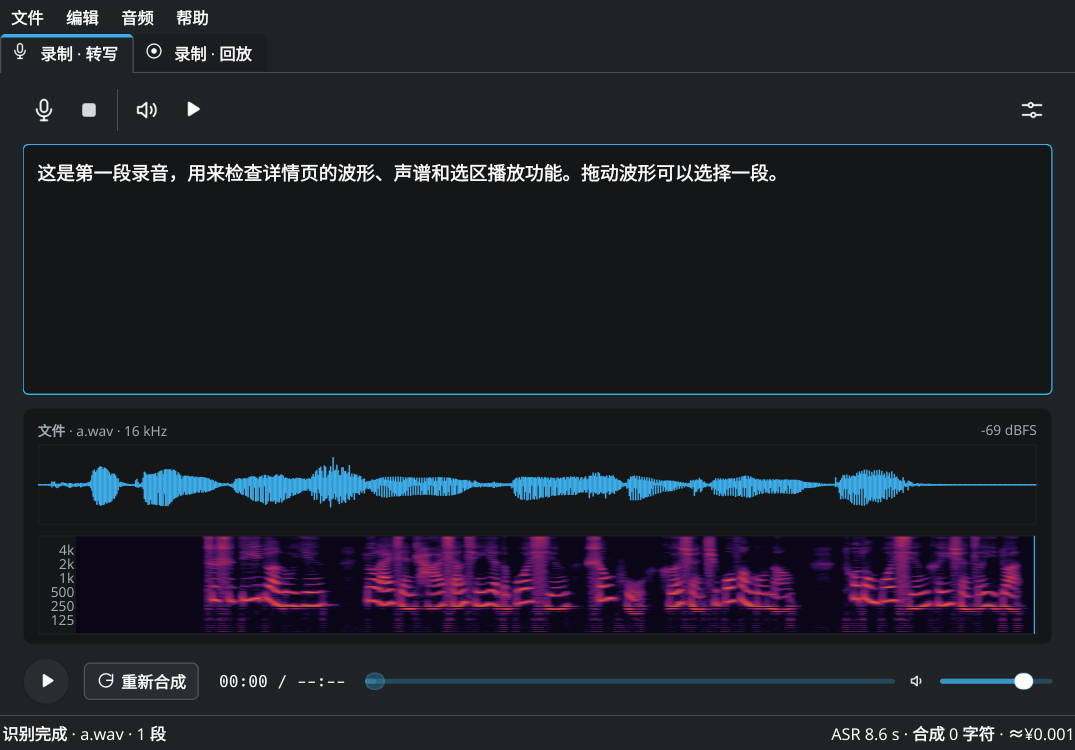 文件 编辑 音频 帮助
录制 · 转写 录制 · 回放
这是第一段录音，用来检查详情页的波形、声谱和选区播放功能。拖动波形可以选择一段。
文件 · a.wav · 16 kHz -69 dBFS
4k
2k
1k
500
250
125
重新合成 00:00 / --:--
识别完成 · a.wav · 1 段 ASR 8.6 s · 合成 0 字符 · ≈¥0.001